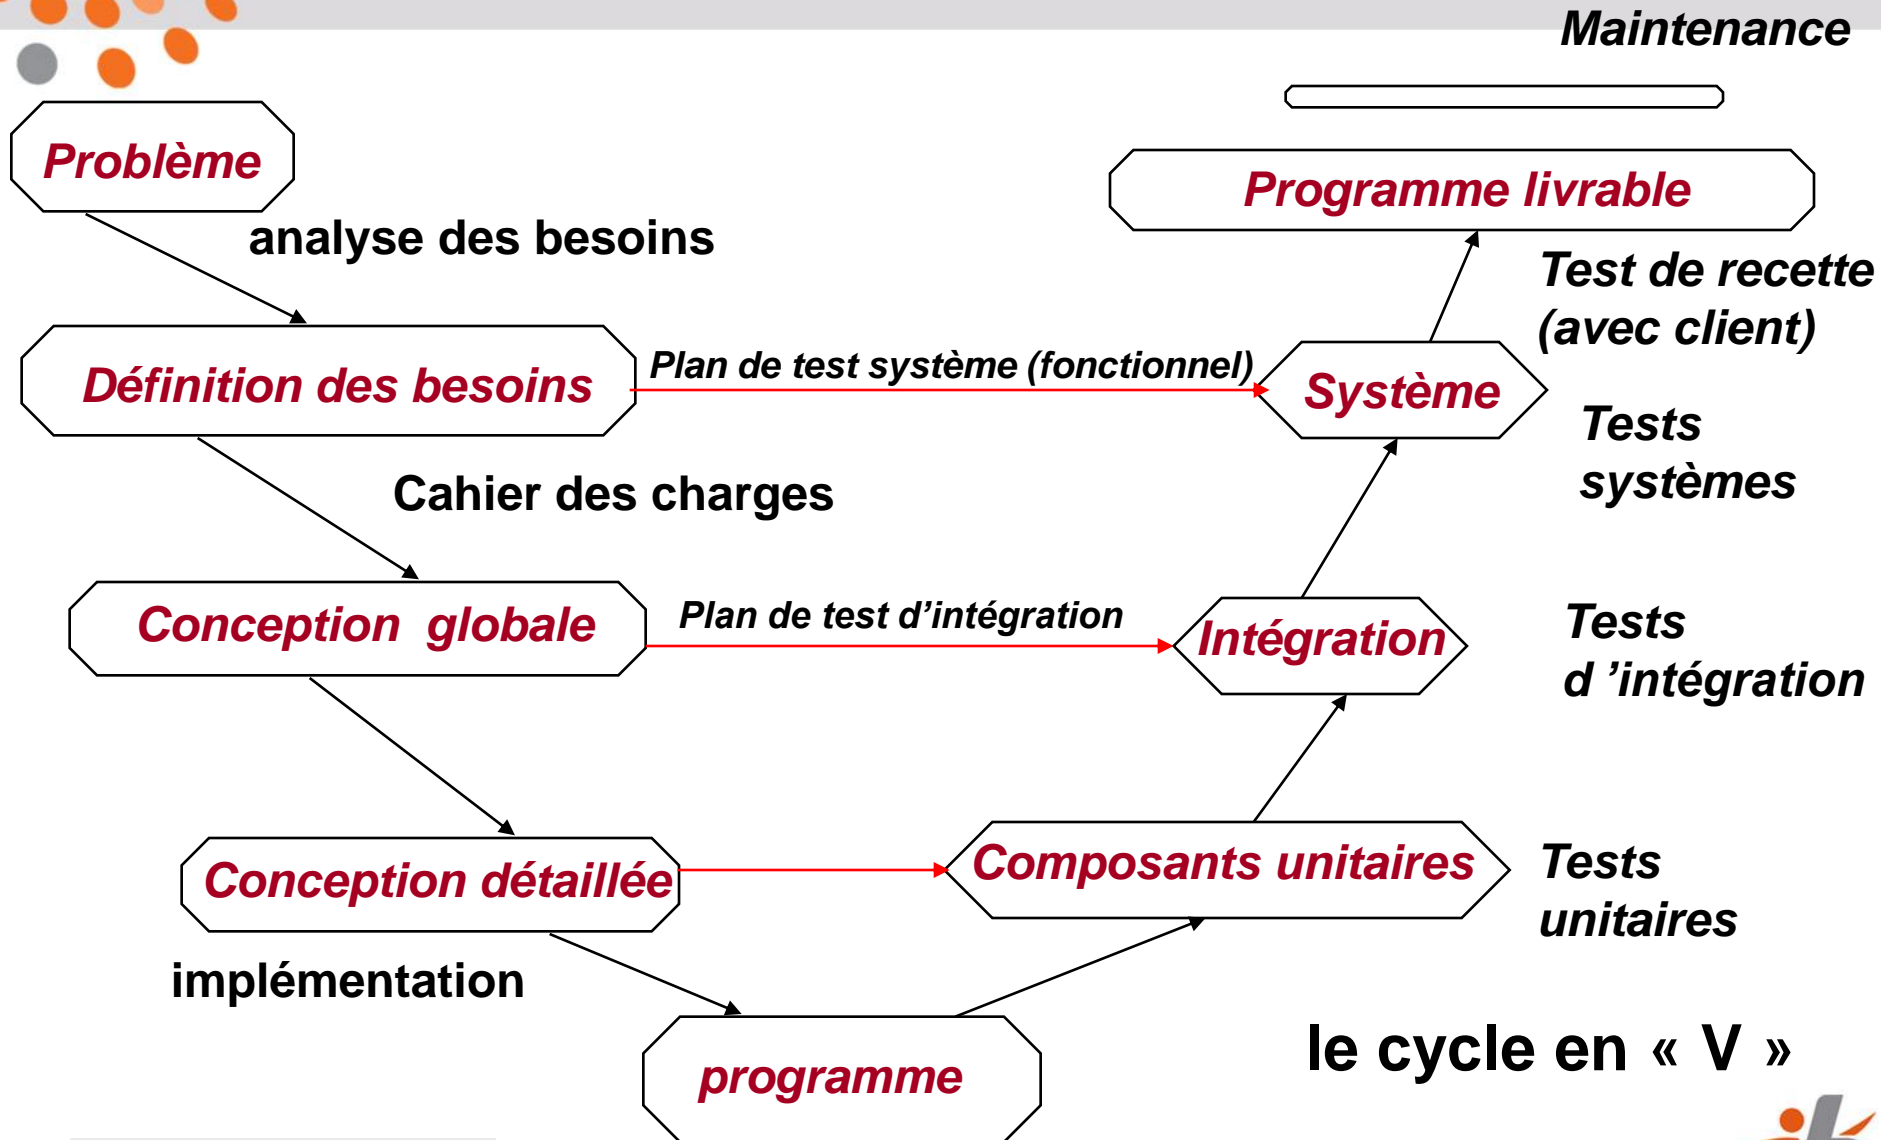 Maintenance
Problème
Programme livrable
analyse des besoins
Test de recette
(avec client)
Définition des besoins
Plan de test système (fonctionnel)
Système
Tests
systèmes
Cahier des charges
Conception  globale
Plan de test d’intégration
Intégration
Tests
d ’intégration
Conception détaillée
Composants unitaires
Tests
unitaires
implémentation
programme
le cycle en « V »